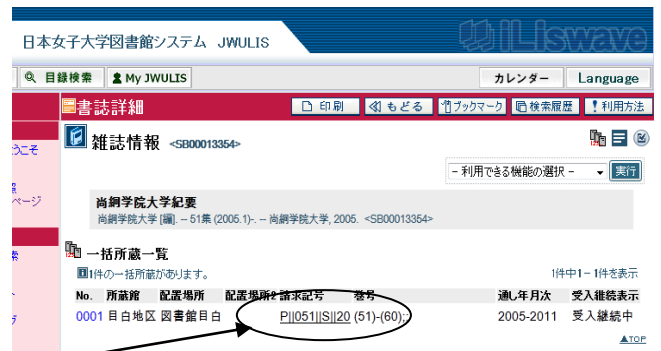 日本女子大学図書館システム JWULIS
iLiswave
目録検索 My JWULIS カレンダー Language
書誌詳細 印刷 もどる ブックマーク 検索履歴 利用方法
雑誌情報 <SB00013354>
- 利用できる機能の選択 - 実行
尚絅学院大学紀要
尚絅学院大学 [編]. -- 51集 (2005.1)-. -- 尚絅学院大学, 2005. <SB00013354>
一括所蔵一覧
1件の一括所蔵があります。 1件中1-1件を表示
No. 所蔵館 配置場所 配置場所2 請求記号 巻号 通し年月次 受入継続表示
0001 目白地区 図書館目白 P||051||S||20 (51)-(60);; 2005-2011 受入継続中
▲TOP